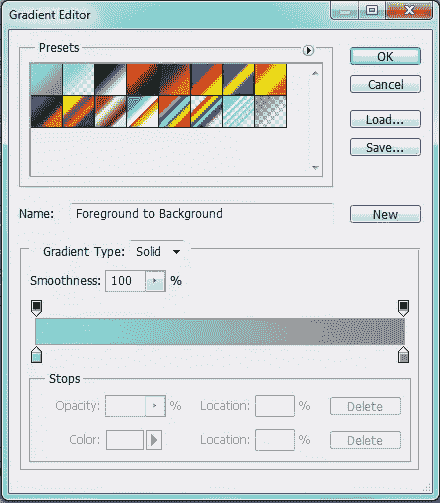 Gradient Editor
Presets
OK
Cancel
Load...
Save...
Name: Foreground to Background
New
Gradient Type: Solid
Smoothness: 100 %
Stops
Opacity: % Location: % Delete
Color: Location: % Delete